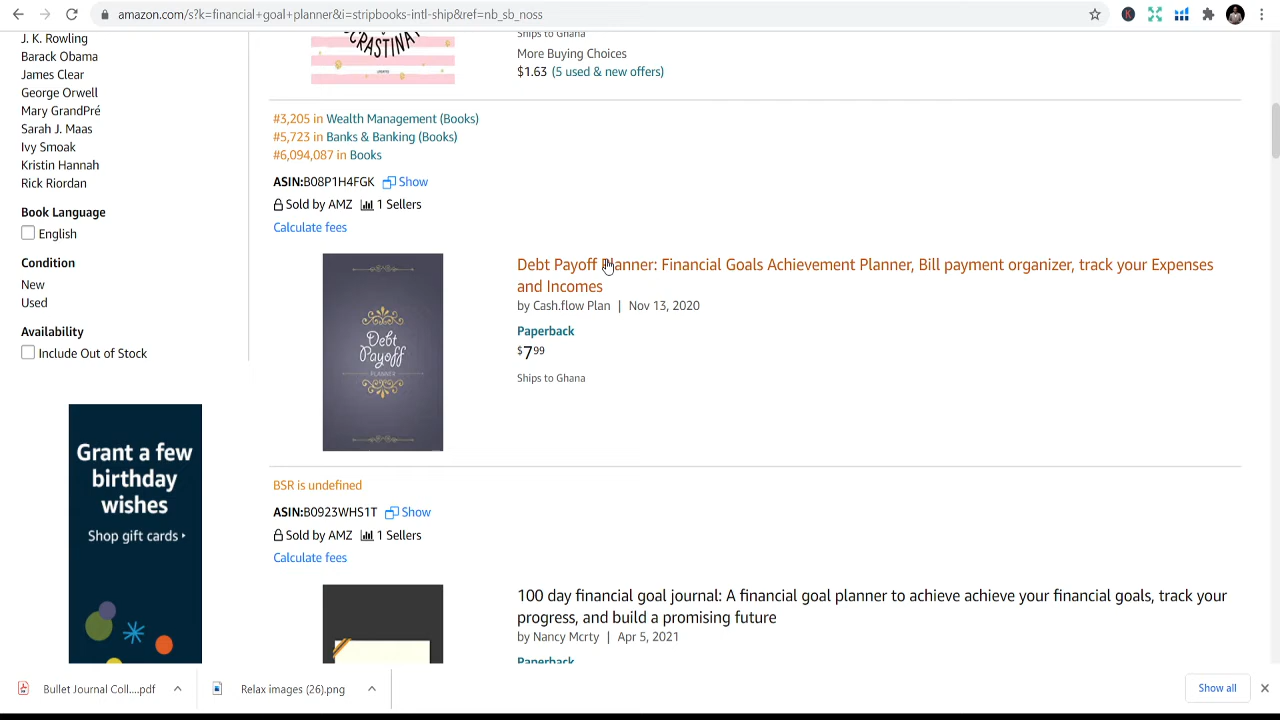 amazon.com/s?k=financial+goal+planner&i=stripbooks-intl-ship&ref=nb_sb_noss
J. K. Rowling
Barack Obama
James Clear
George Orwell
Mary GrandPré
Sarah J. Maas
Ivy Smoak
Kristin Hannah
Rick Riordan
Book Language
English
Condition
New
Used
Availability
Include Out of Stock
Grant a few
birthday
wishes
Shop gift cards
Ships to Ghana
More Buying Choices
$1.63 (5 used & new offers)
#3,205 in Wealth Management (Books)
#5,723 in Banks & Banking (Books)
#6,094,087 in Books
ASIN:B08P1H4FGK Show
Sold by AMZ 1 Sellers
Calculate fees
Debt
Payoff
PLANNER
Debt Payoff Planner: Financial Goals Achievement Planner, Bill payment organizer, track your Expenses
and Incomes
by Cash.flow Plan | Nov 13, 2020
Paperback
$7 99
Ships to Ghana
BSR is undefined
ASIN:B0923WHS1T Show
Sold by AMZ 1 Sellers
Calculate fees
100 day financial goal journal: A financial goal planner to achieve achieve your financial goals, track your
progress, and build a promising future
by Nancy Mcrty | Apr 5, 2021
Paperback
Bullet Journal Coll....pdf
Relax images (26).png
Show all